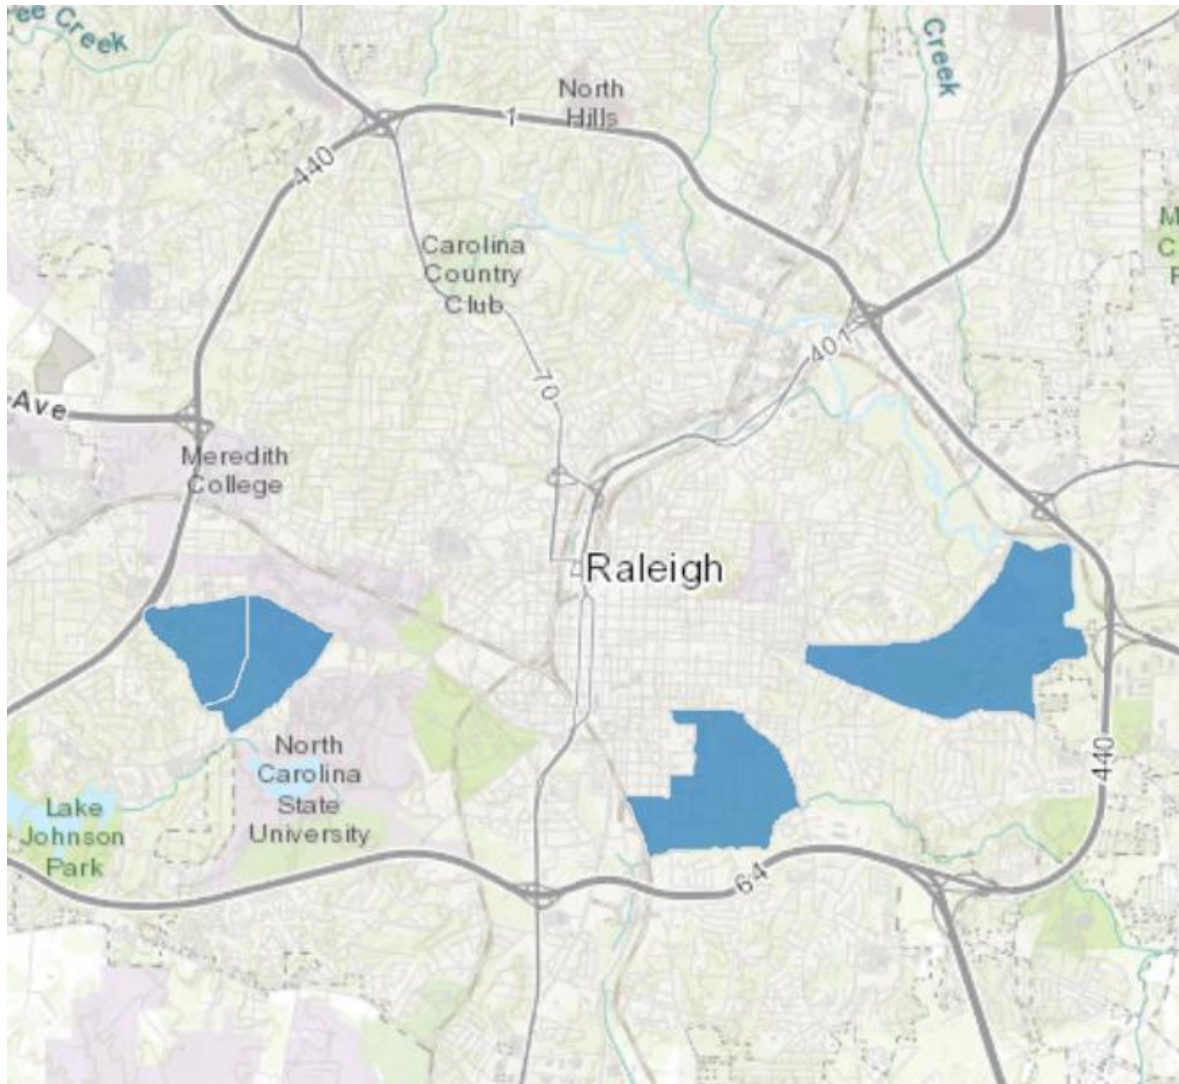 ee Creek
Creek
North
Hills
1
440
M
C
F
Carolina
Country
Club
401
70
Ave
Meredith
College
Raleigh
North
Carolina
State
University
Lake
Johnson
Park
440
64